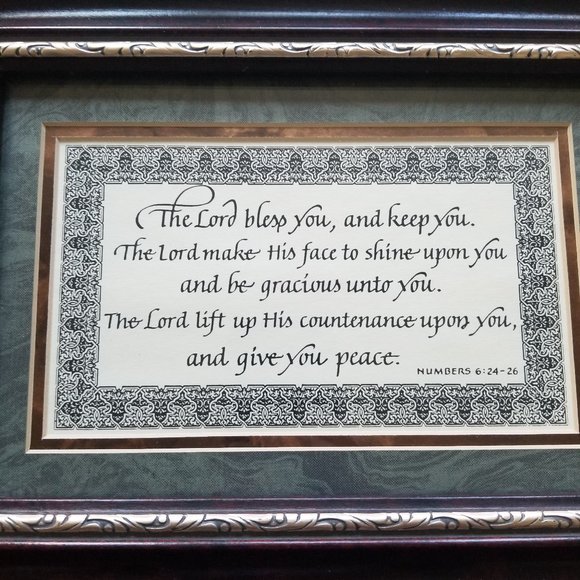 The Lord bless you, and keep you.
The Lord make His face to shine upon you
and be gracious unto you.
The Lord lift up His countenance upon you,
and give you peace.
NUMBERS 6:24-26